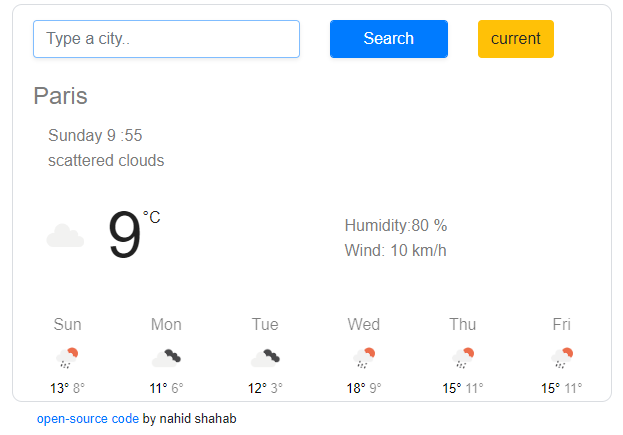 Type a city.. Search current
Paris
Sunday 9 :55
scattered clouds
9°C
Humidity:80 %
Wind: 10 km/h
Sun Mon Tue Wed Thu Fri
13° 8° 11° 6° 12° 3° 18° 9° 15° 11° 15° 11°
open-source code by nahid shahab